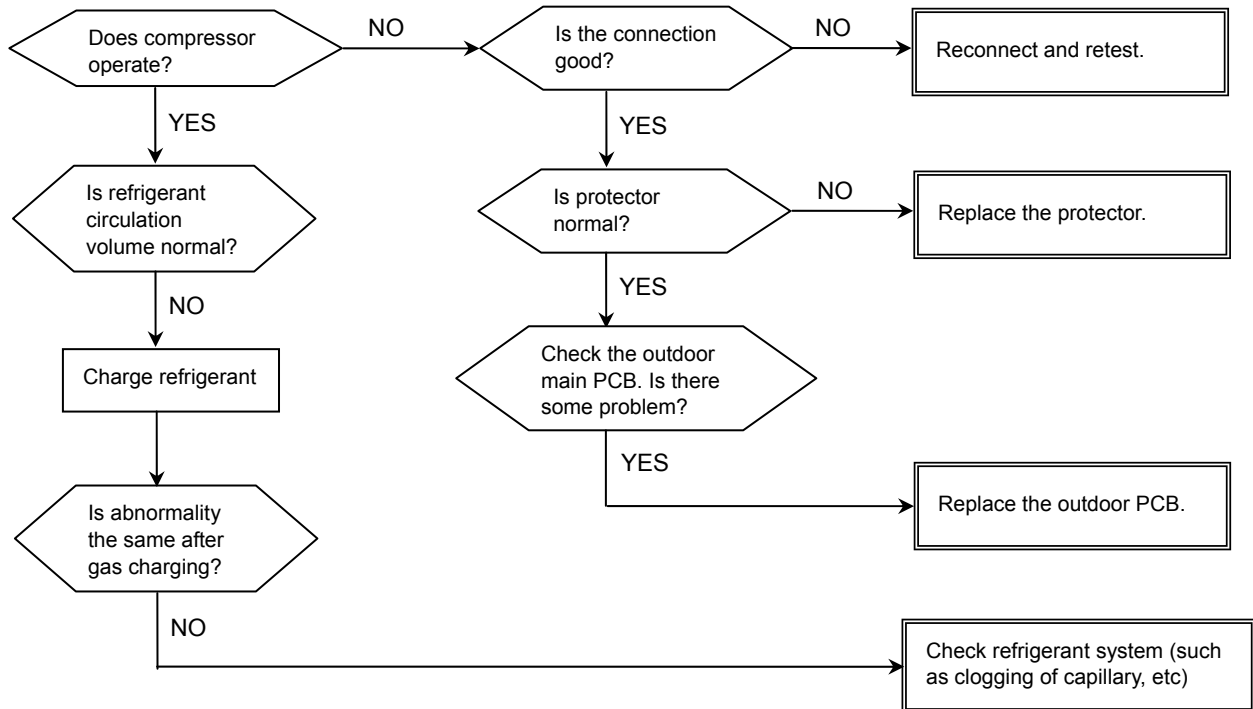 Does compressor
operate?
NO
Is the connection
good?
NO
Reconnect and retest.
YES
YES
Is refrigerant
circulation
volume normal?
Is protector
normal?
NO
Replace the protector.
NO
YES
Charge refrigerant
Check the outdoor
main PCB. Is there
some problem?
YES
Is abnormality
the same after
gas charging?
Replace the outdoor PCB.
NO
Check refrigerant system (such
as clogging of capillary, etc)